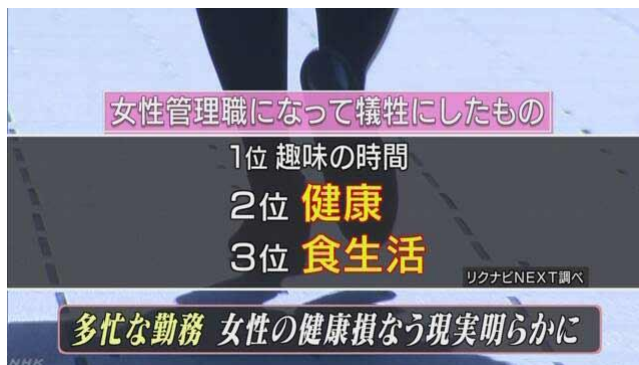 女性管理職になって犠牲にしたもの
1位 趣味の時間
2位 健康
3位 食生活
リクナビNEXT調べ
多忙な勤務 女性の健康損なう現実明らかに
NHK